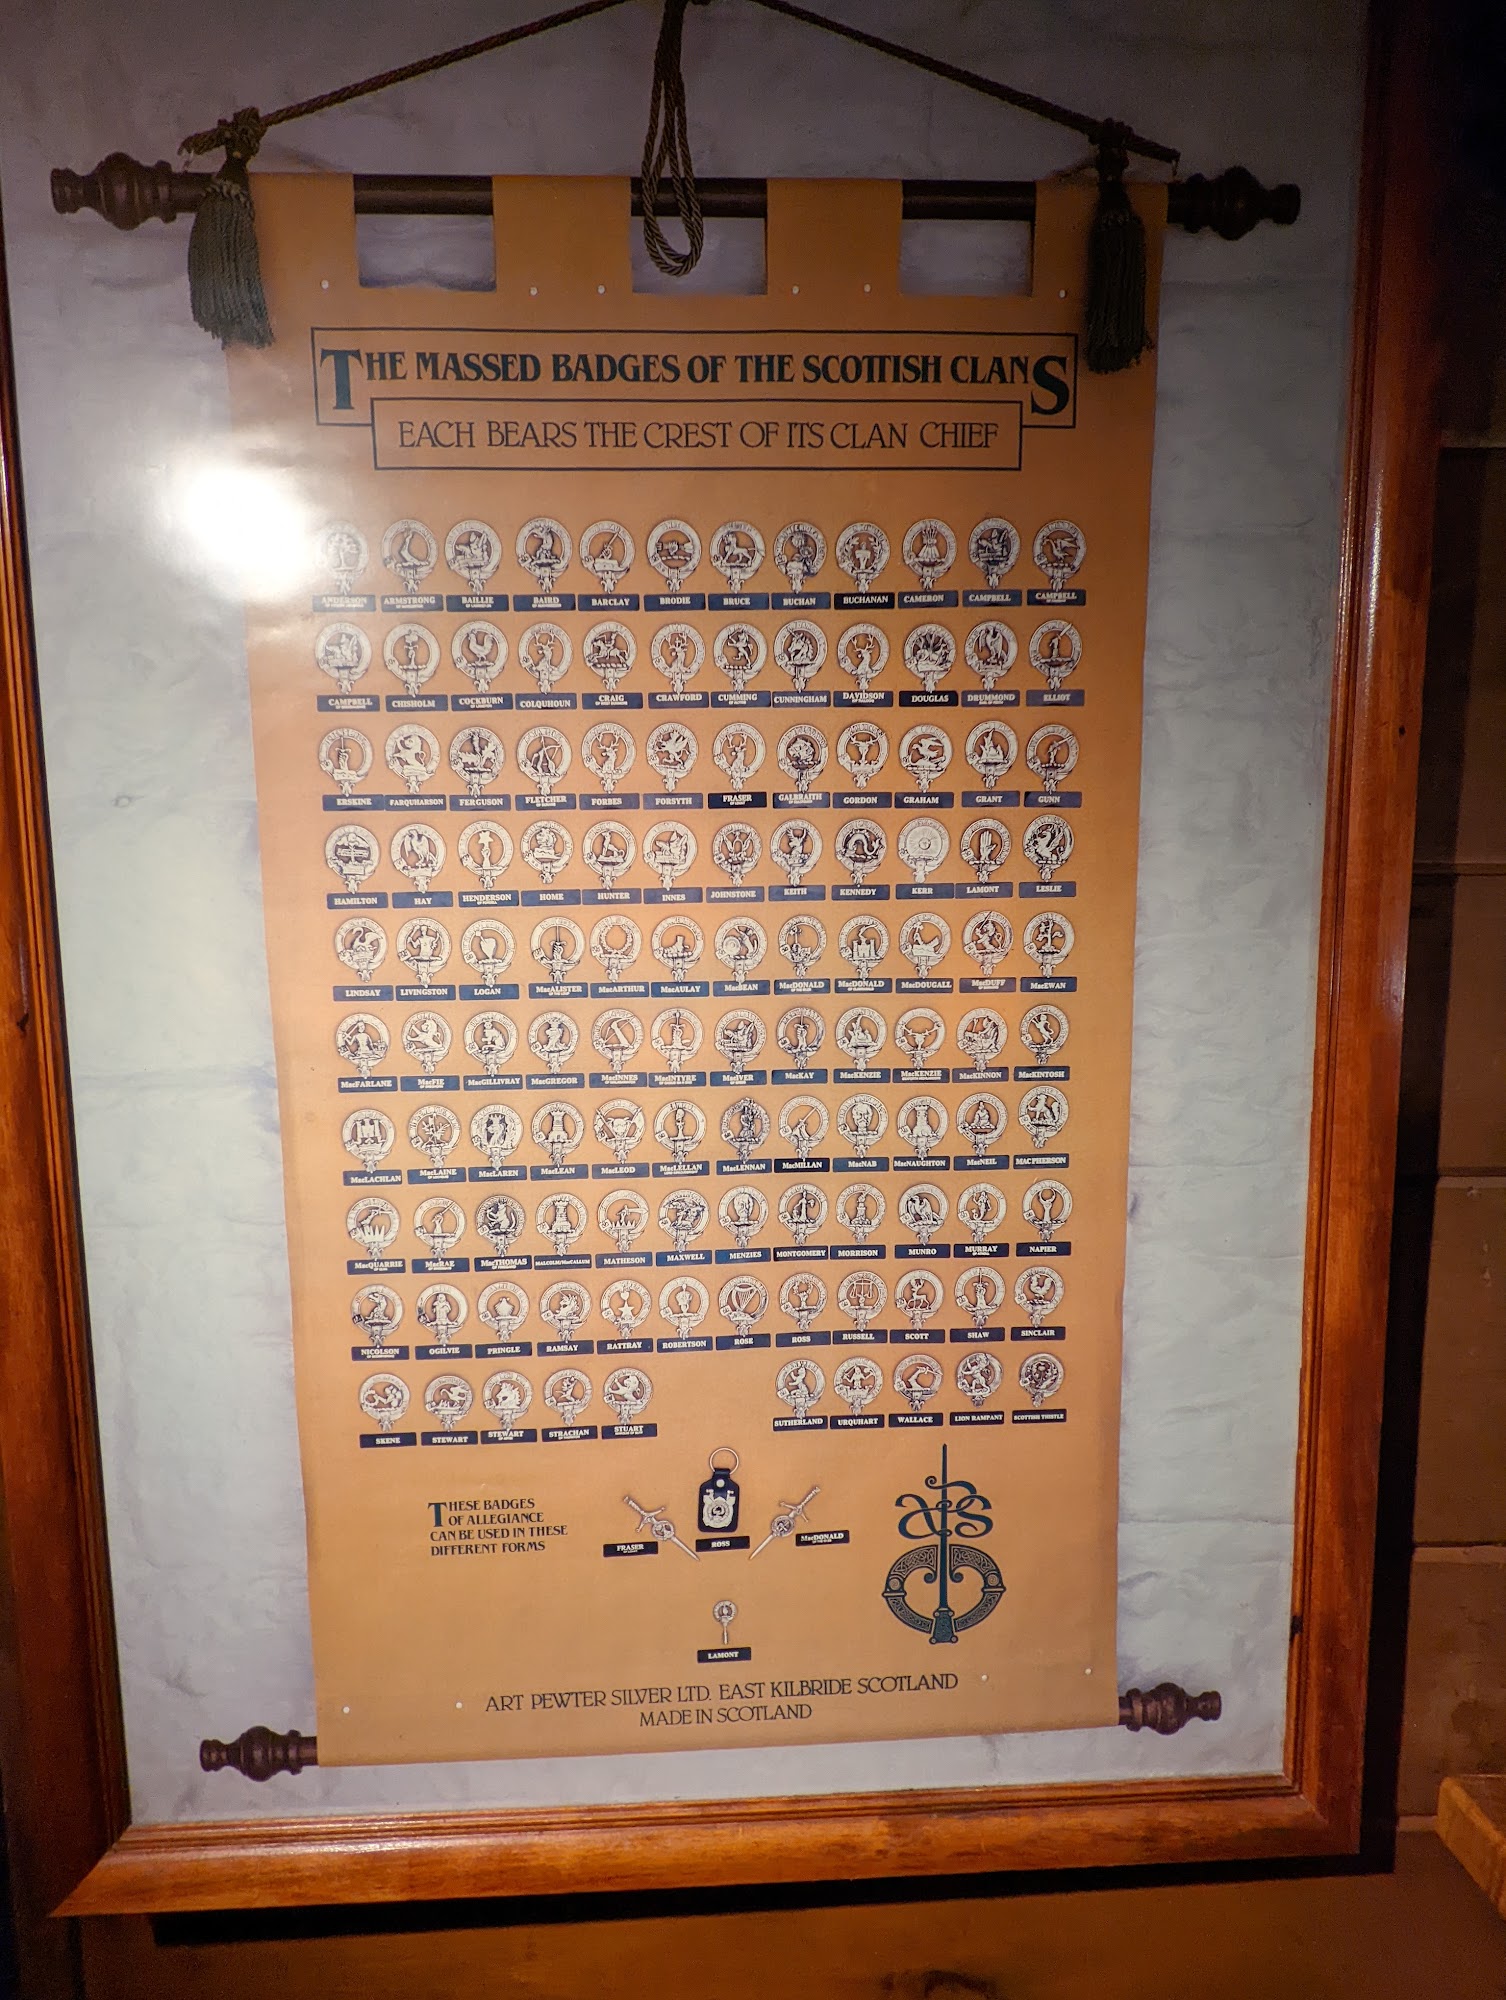 THE MASSED BADGES OF THE SCOTTISH CLANS
EACH BEARS THE CREST OF ITS CLAN CHIEF
ANDERSON ARMSTRONG BAILLIE BAIRD BARCLAY BRODIE BRUCE BUCHAN BUCHANAN CAMERON CAMPBELL CAMPBELL
CAMPBELL CHISHOLM COCKBURN COLQUHOUN CRAIG CRAWFORD CUMMING CUNNINGHAM DAVIDSON DOUGLAS DRUMMOND ELLIOT
ERSKINE FARQUHARSON FERGUSON FLETCHER FORBES FORSYTH FRASER GALBRAITH GORDON GRAHAM GRANT GUNN
HAMILTON HAY HENDERSON HOME HUNTER INNES JOHNSTONE KEITH KENNEDY KERR LAMONT LESLIE
LINDSAY LIVINGSTON LOGAN MacALISTER MacARTHUR MacAULAY MacBEAN MacDONALD MacDONALD MacDOUGALL MacDUFF MacEWAN
MacFARLANE MacFIE MacGILLIVRAY MacGREGOR MacINNES MacINTYRE MacIVER MacKAY MacKENZIE MacKENZIE MacKINNON MacKINTOSH
MacLACHLAN MacLAINE MacLAREN MacLEAN MacLEOD MacLELLAN MacLENNAN MacMILLAN MacNAB MacNAUGHTON MacNEIL MACPHERSON
MacQUARRIE MacRAE MacTHOMAS MALCOLM/MacCALLUM MATHESON MAXWELL MENZIES MONTGOMERY MORRISON MUNRO MURRAY NAPIER
NICOLSON OGILVIE PRINGLE RAMSAY RATTRAY ROBERTSON ROSE ROSS RUSSELL SCOTT SHAW SINCLAIR
SKENE STEWART STEWART STRACHAN STUART SUTHERLAND URQUHART WALLACE LION RAMPANT SCOTTISH THISTLE
THESE BADGES
OF ALLEGIANCE
CAN BE USED IN THESE
DIFFERENT FORMS
FRASER ROSS MacDONALD
APS
LAMONT
ART PEWTER SILVER LTD. EAST KILBRIDE SCOTLAND
MADE IN SCOTLAND